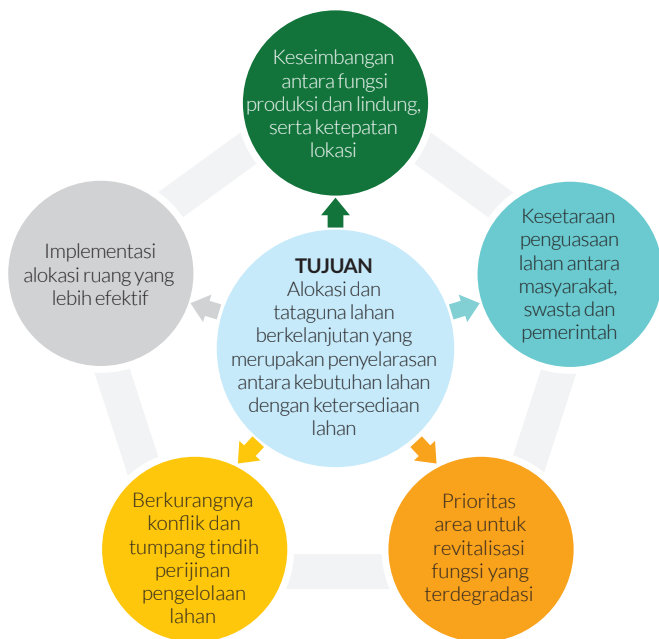 Keseimbangan
antara fungsi
produksi dan lindung,
serta ketepatan
lokasi
Implementasi
alokasi ruang yang
lebih efektif
TUJUAN
Alokasi dan
tataguna lahan
berkelanjutan yang
merupakan penyelarasan
antara kebutuhan lahan
dengan ketersediaan
lahan
Kesetaraan
penguasaan
lahan antara
masyarakat,
swasta dan
pemerintah
Berkurangnya
konflik dan
tumpang tindih
perijinan
pengelolaan
lahan
Prioritas
area untuk
revitalisasi
fungsi yang
terdegradasi